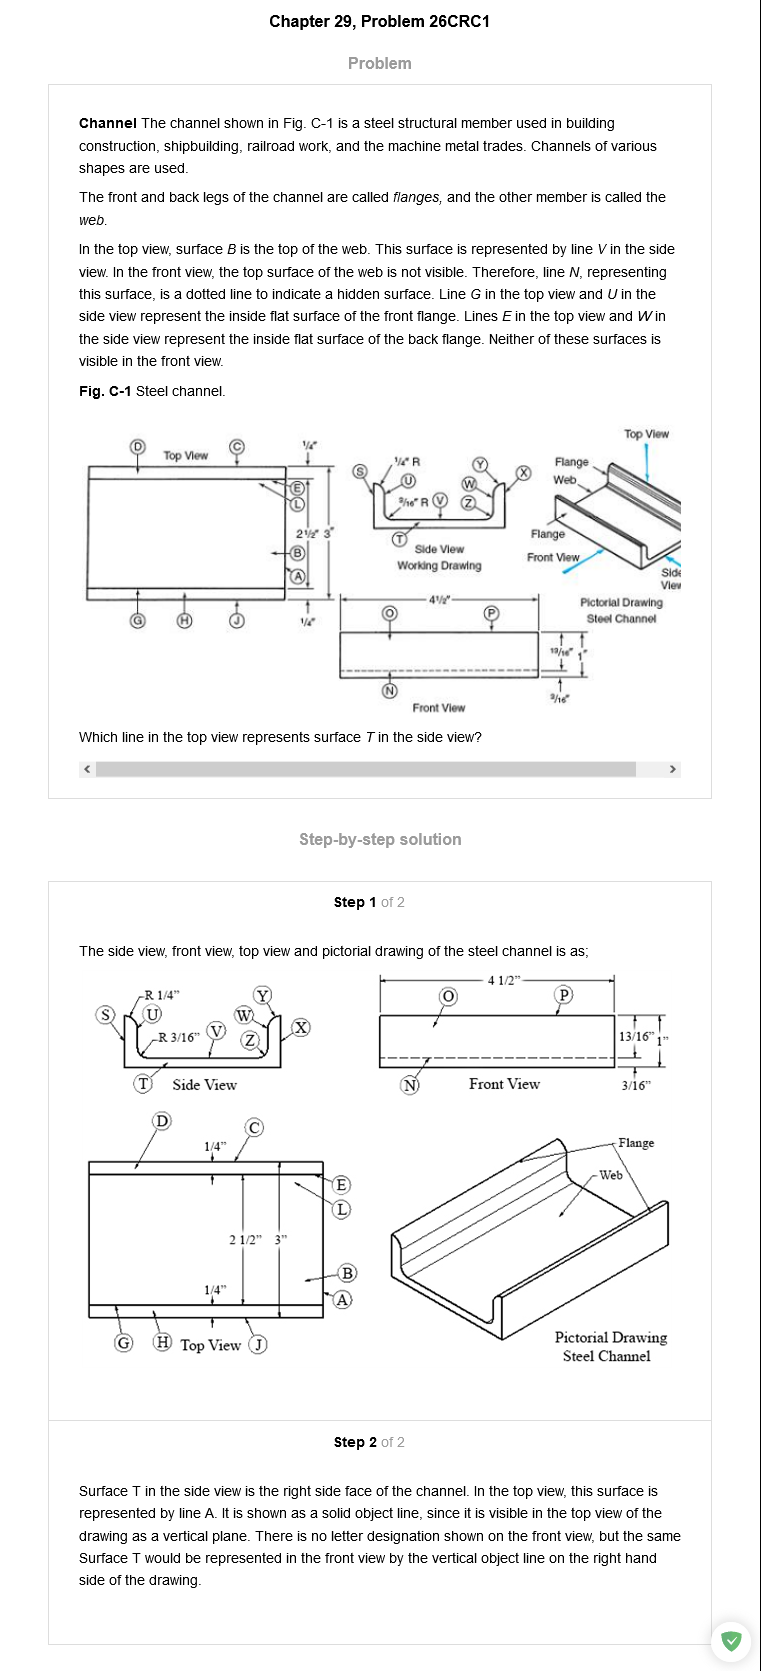 Chapter 29, Problem 26CRC1
Problem
Channel The channel shown in Fig. C-1 is a steel structural member used in building
construction, shipbuilding, railroad work, and the machine metal trades. Channels of various
shapes are used.
The front and back legs of the channel are called flanges, and the other member is called the
web.
In the top view, surface B is the top of the web. This surface is represented by line V in the side
view. In the front view, the top surface of the web is not visible. Therefore, line N, representing
this surface, is a dotted line to indicate a hidden surface. Line G in the top view and U in the
side view represent the inside flat surface of the front flange. Lines E in the top view and W in
the side view represent the inside flat surface of the back flange. Neither of these surfaces is
visible in the front view.
Fig. C-1 Steel channel.
D
Top View
C
1/4"
E
L
2 1/2" 3"
B
A
G
H
J
1/4"
S
1/4" R
U
3/16" R
V
Y
W
Z
X
T
Side View
Working Drawing
Top View
Flange
Web
Flange
Front View
Side
View
Pictorial Drawing
Steel Channel
4 1/2"
O
P
13/16"
1"
N
3/16"
Front View
Which line in the top view represents surface T in the side view?
Step-by-step solution
Step 1 of 2
The side view, front view, top view and pictorial drawing of the steel channel is as;
R 1/4"
S
U
R 3/16"
V
Y
W
Z
X
T
Side View
4 1/2"
O
P
13/16"
1"
N
Front View
3/16"
D
C
1/4"
E
L
2 1/2" 3"
B
1/4"
A
G
H
Top View
J
Flange
Web
Pictorial Drawing
Steel Channel
Step 2 of 2
Surface T in the side view is the right side face of the channel. In the top view, this surface is
represented by line A. It is shown as a solid object line, since it is visible in the top view of the
drawing as a vertical plane. There is no letter designation shown on the front view, but the same
Surface T would be represented in the front view by the vertical object line on the right hand
side of the drawing.